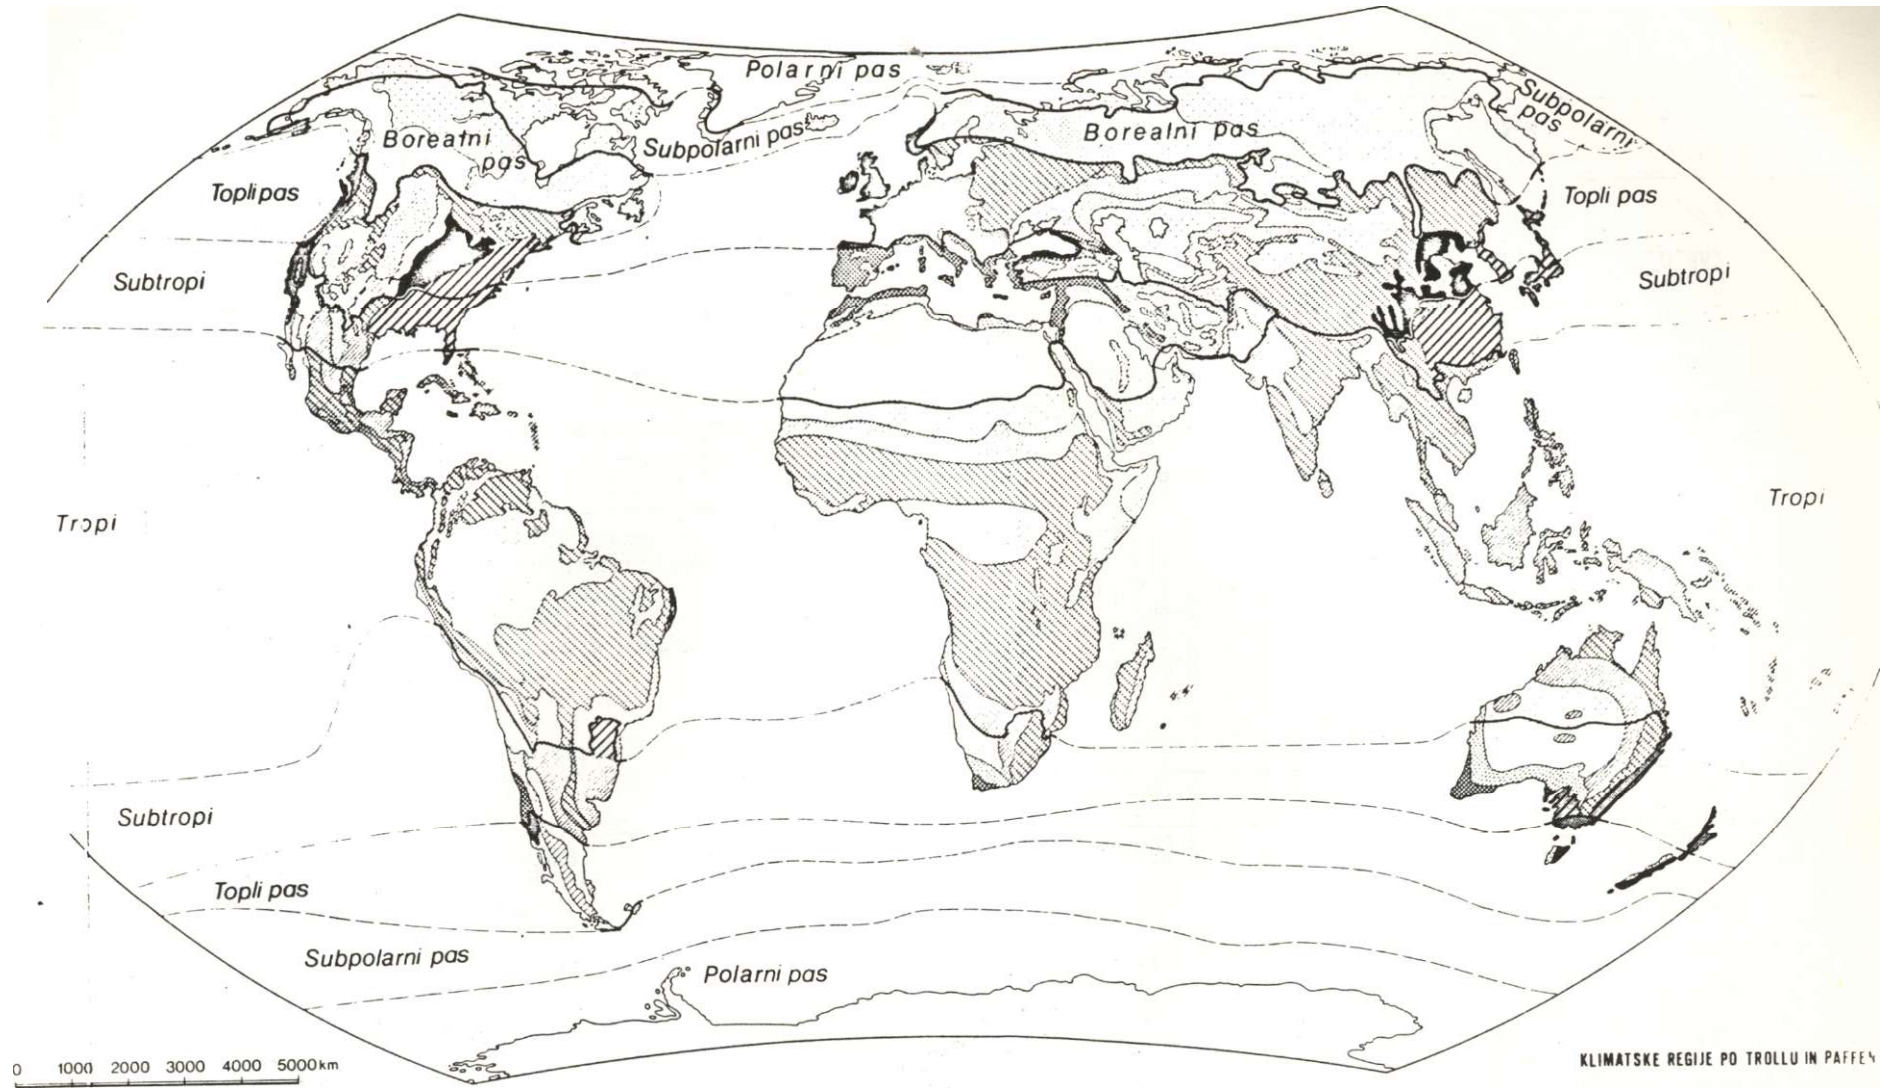 Polarni pas
Subpolarni
pas
Borealni
pas
Subpolarni pas
Borealni pas
Topli pas
Topli pas
Subtropi
Subtropi
Tropi
Tropi
Subtropi
Topli pas
Subpolarni pas
Polarni pas
0 1000 2000 3000 4000 5000 km
KLIMATSKE REGIJE PO TROLLU IN PAFFEN